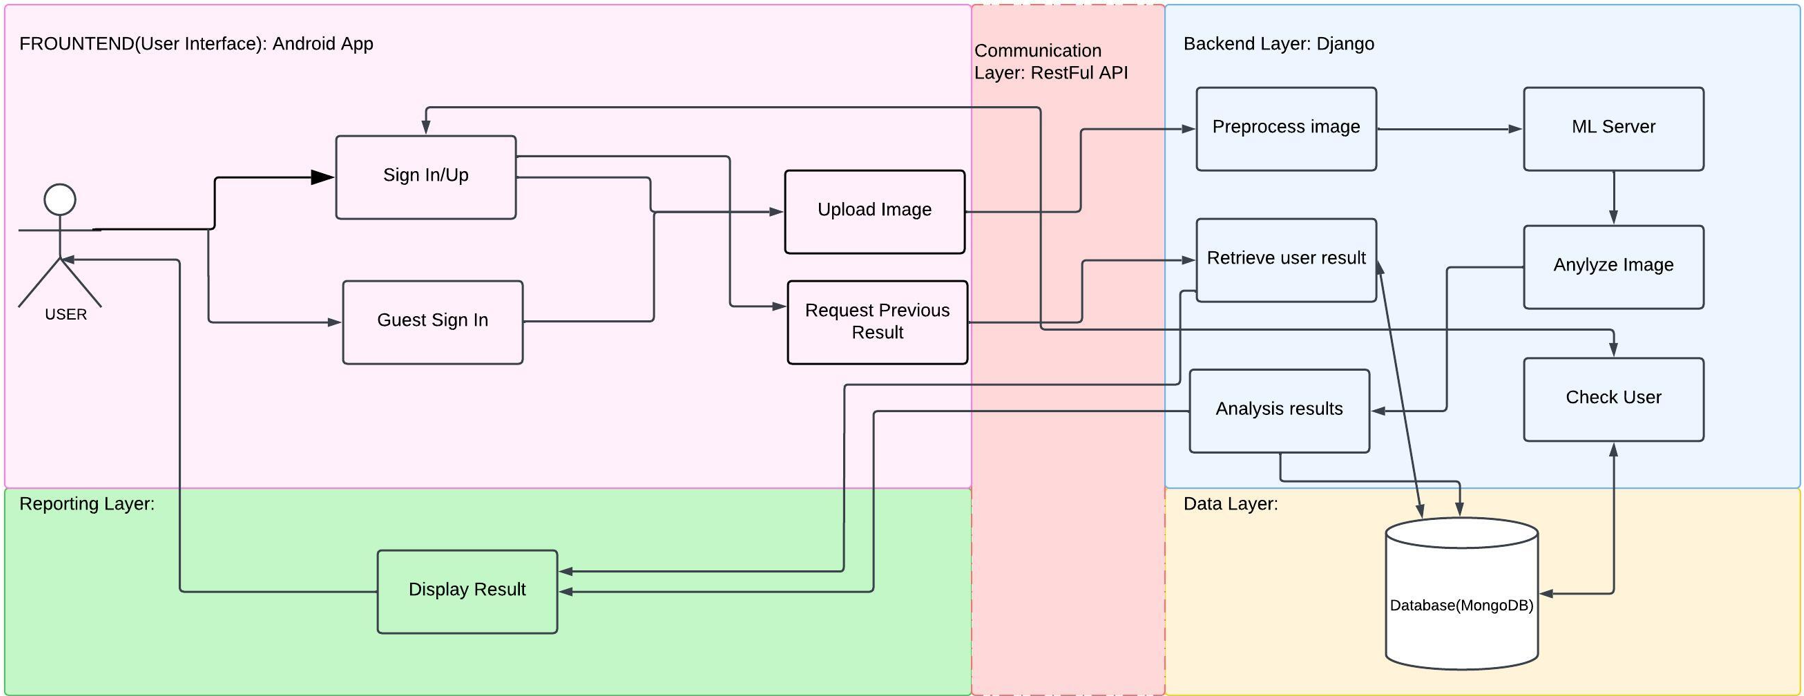 FROUNTEND(User Interface): Android App
Communication
Layer: RestFul API
Backend Layer: Django
Preprocess image
ML Server
Sign In/Up
Upload Image
Retrieve user result
Anylyze Image
USER
Guest Sign In
Request Previous
Result
Analysis results
Check User
Reporting Layer:
Data Layer:
Display Result
Database(MongoDB)